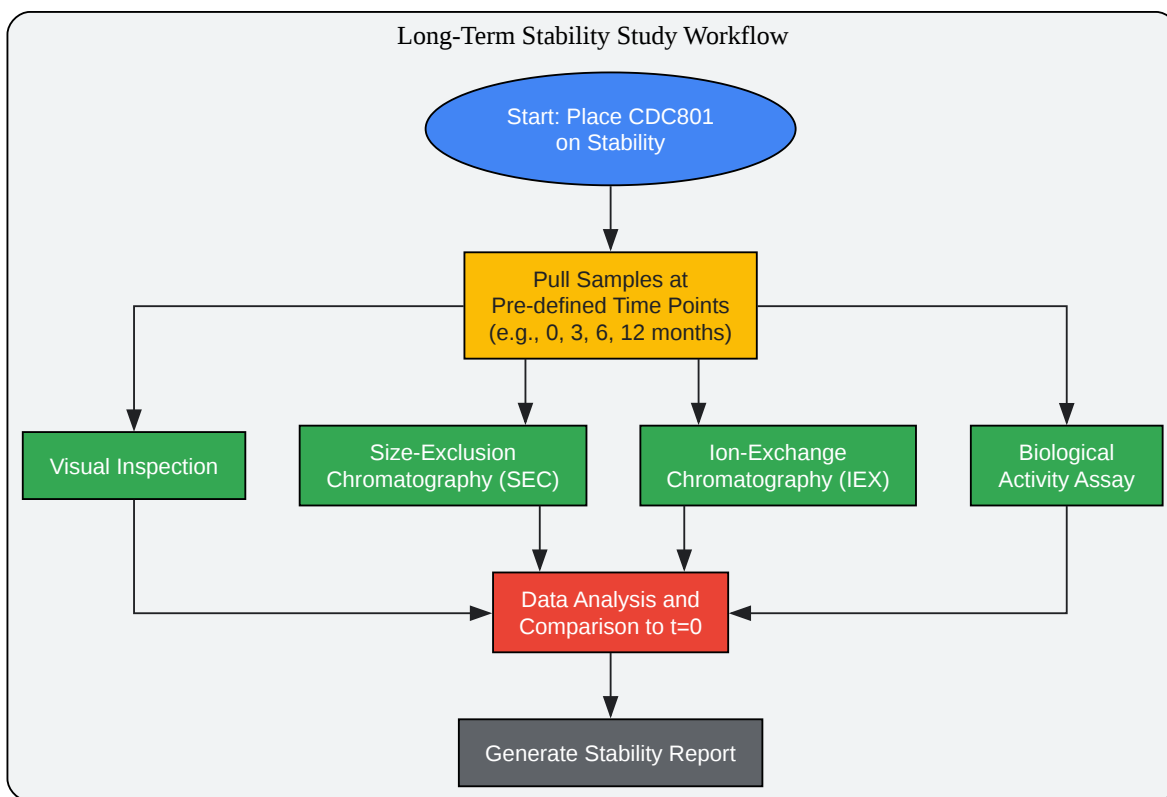 Long-Term Stability Study Workflow
Start: Place CDC801
on Stability
Pull Samples at
Pre-defined Time Points
(e.g., 0, 3, 6, 12 months)
Visual Inspection
Size-Exclusion
Chromatography (SEC)
Ion-Exchange
Chromatography (IEX)
Biological
Activity Assay
Data Analysis and
Comparison to t=0
Generate Stability Report